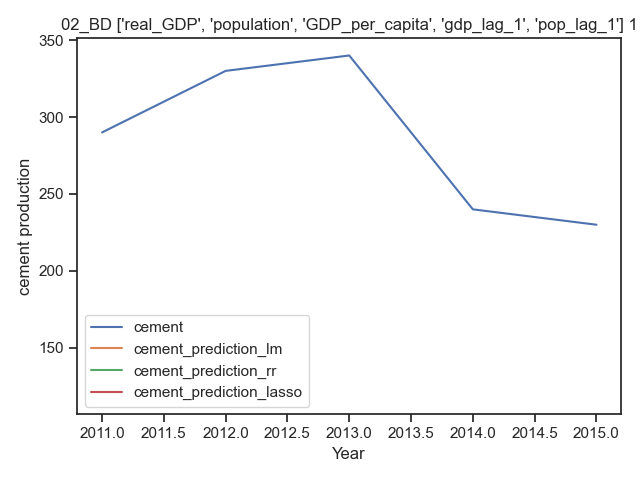 02_BD ['real_GDP', 'population', 'GDP_per_capita', 'gdp_lag_1', 'pop_lag_1'] 1
350
300
250
200
150
cement production
cement
cement_prediction_lm
cement_prediction_rr
cement_prediction_lasso
2011.0 2011.5 2012.0 2012.5 2013.0 2013.5 2014.0 2014.5 2015.0
Year